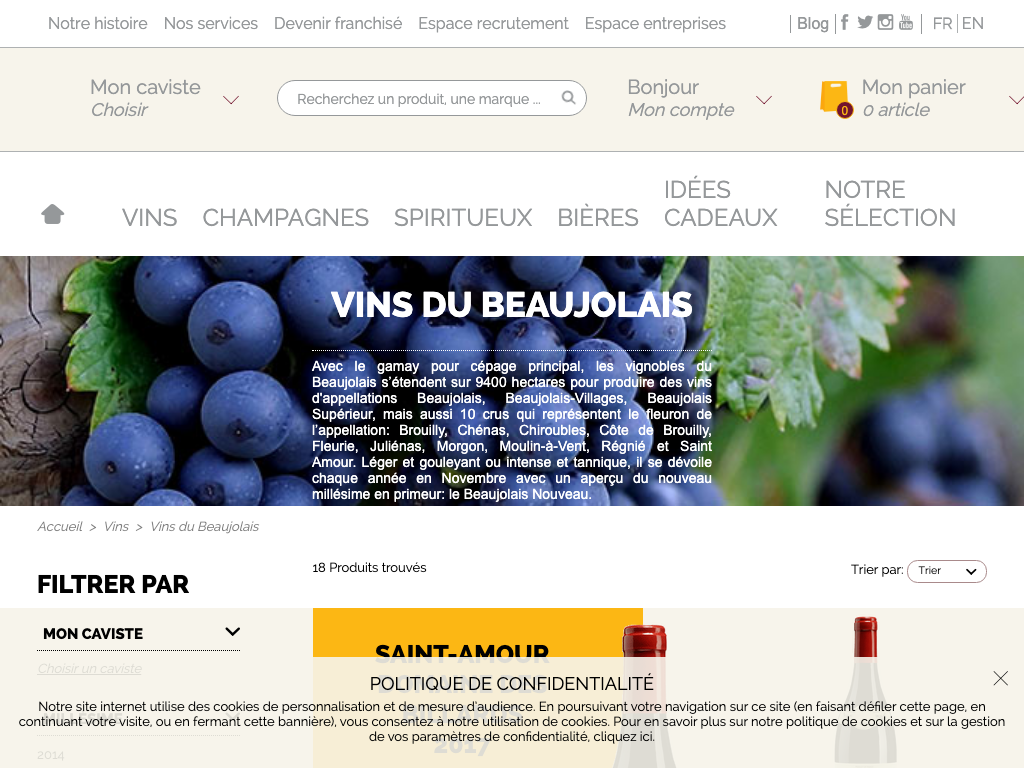 Notre histoire Nos services Devenir franchisé Espace recrutement Espace entreprises Blog FR EN
Mon caviste
Choisir
Recherchez un produit, une marque ...
Bonjour
Mon compte
0
Mon panier
0 article
VINS CHAMPAGNES SPIRITUEUX BIÈRES IDÉES CADEAUX NOTRE SÉLECTION
VINS DU BEAUJOLAIS
Avec le gamay pour cépage principal, les vignobles du
Beaujolais s'étendent sur 9400 hectares pour produire des vins
d'appellations Beaujolais, Beaujolais-Villages, Beaujolais
Supérieur, mais aussi 10 crus qui représentent le fleuron de
l'appellation: Brouilly, Chénas, Chiroubles, Côte de Brouilly,
Fleurie, Juliénas, Morgon, Moulin-à-Vent, Régnié et Saint
Amour. Léger et gouleyant ou intense et tannique, il se dévoile
chaque année en Novembre avec un aperçu du nouveau
millésime en primeur: le Beaujolais Nouveau.
Accueil > Vins > Vins du Beaujolais
FILTRER PAR
18 Produits trouvés
Trier par: Trier
MON CAVISTE
Choisir un caviste
MILLÉSIME
2014
SAINT-AMOUR
DOMAINE DES
2017
POLITIQUE DE CONFIDENTIALITÉ
Notre site internet utilise des cookies de personnalisation et de mesure d'audience. En poursuivant votre navigation sur ce site (en faisant défiler cette page, en
continuant votre visite, ou en fermant cette bannière), vous consentez à notre utilisation de cookies. Pour en savoir plus sur notre politique de cookies et sur la gestion
de vos paramètres de confidentialité, cliquez ici.